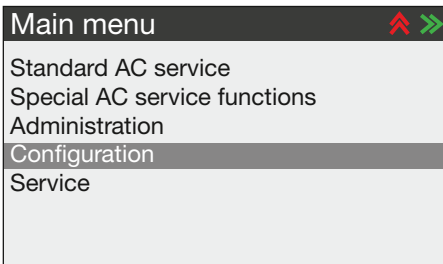 Main menu
Standard AC service
Special AC service functions
Administration
Configuration
Service